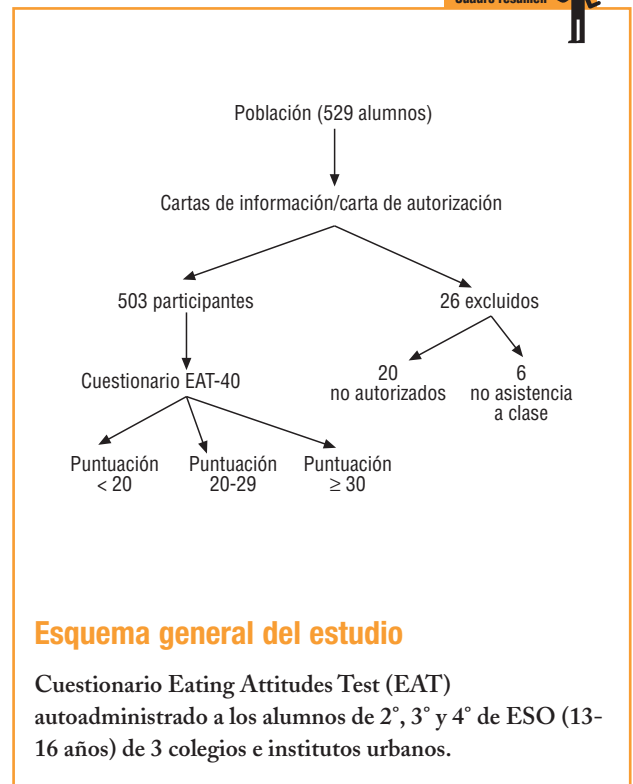 Cuadro resumen
Población (529 alumnos)
Cartas de información/carta de autorización
503 participantes
26 excluidos
Cuestionario EAT-40
20
no autorizados
6
no asistencia
a clase
Puntuación
< 20
Puntuación
20-29
Puntuación
≥ 30
Esquema general del estudio
Cuestionario Eating Attitudes Test (EAT)
autoadministrado a los alumnos de 2°, 3° y 4° de ESO (13-
16 años) de 3 colegios e institutos urbanos.